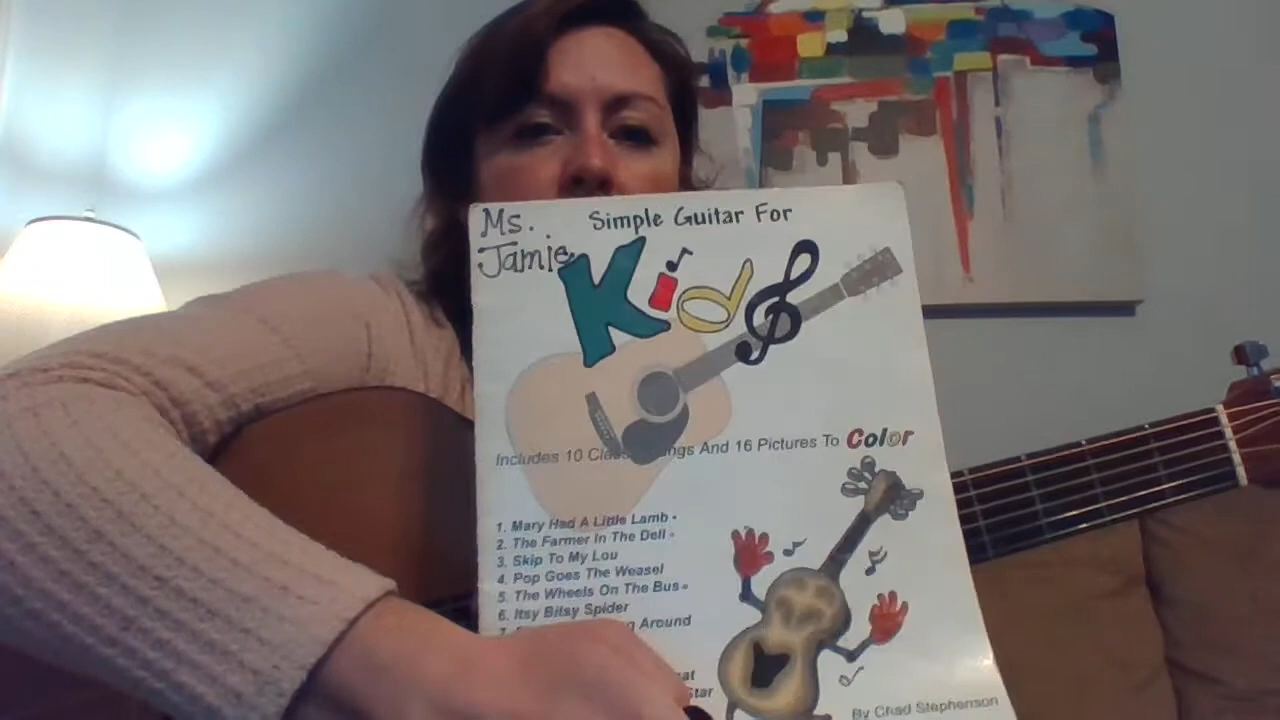 Ms.
Jamie
Simple Guitar For
Kids
Includes 10 Songs And 16 Pictures To Color
1. Mary Had A Little Lamb
2. The Farmer In The Dell
3. Skip To My Lou
4. Pop Goes The Weasel
5. The Wheels On The Bus
6. Itsy Bitsy Spider
Around
Star
By Chad Stephenson